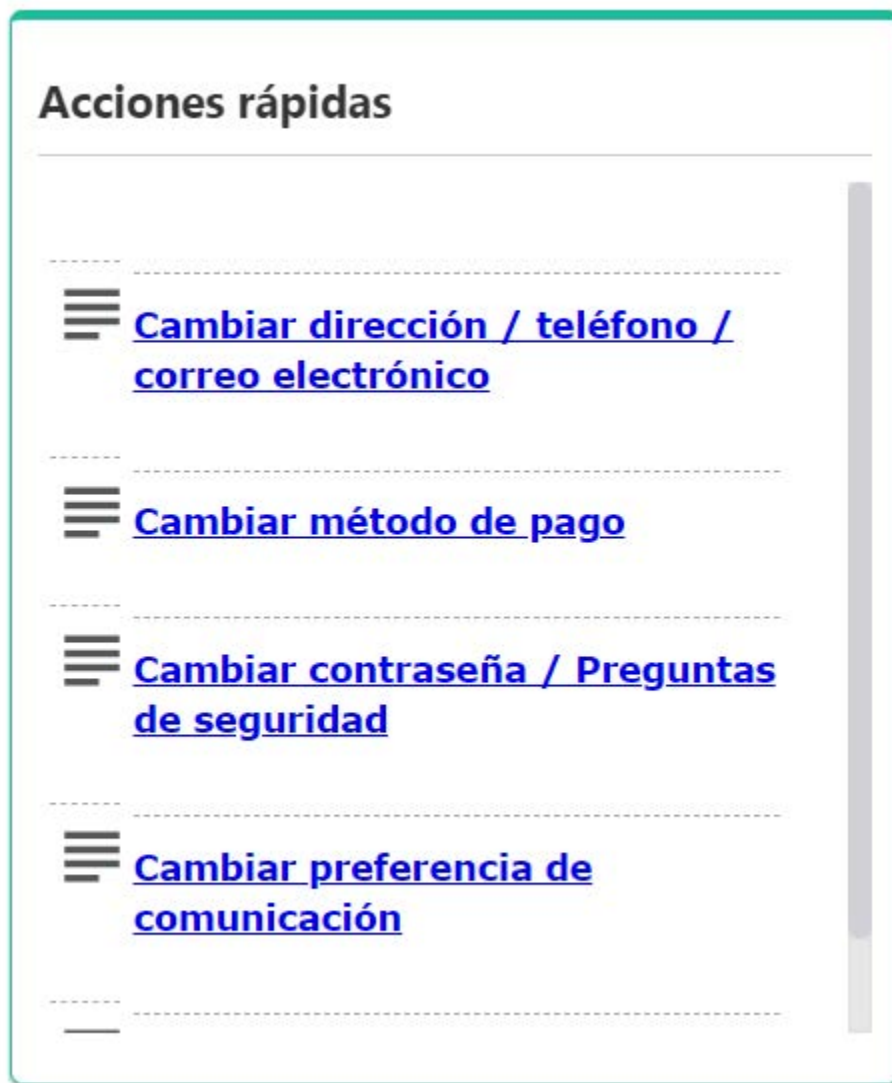 Acciones rápidas
Cambiar dirección / teléfono /
correo electrónico
Cambiar método de pago
Cambiar contraseña / Preguntas
de seguridad
Cambiar preferencia de
comunicación